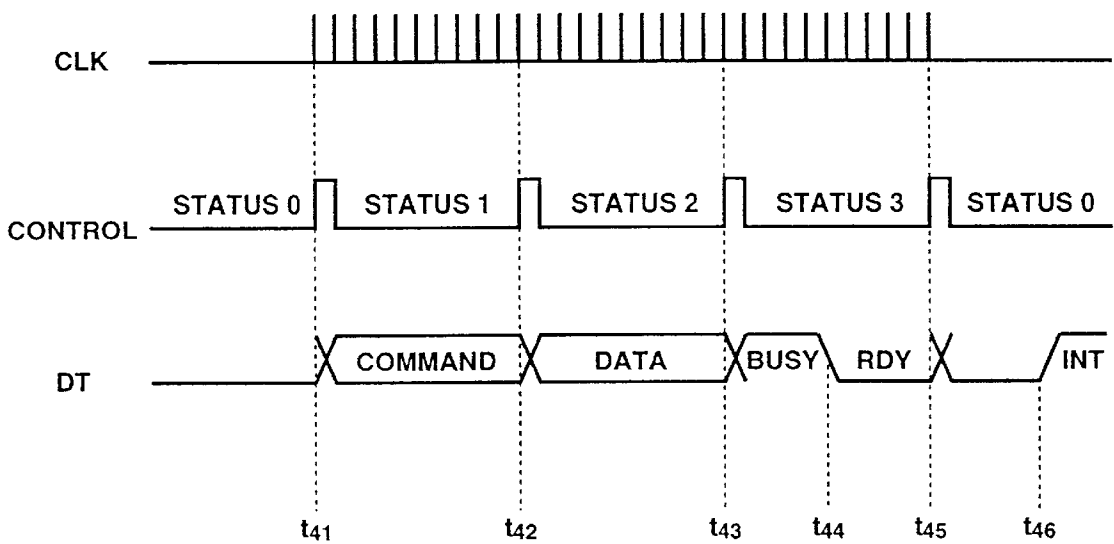 CLK
STATUS 0 STATUS 1 STATUS 2 STATUS 3 STATUS 0
CONTROL
COMMAND DATA BUSY RDY INT
DT
t41 t42 t43 t44 t45 t46